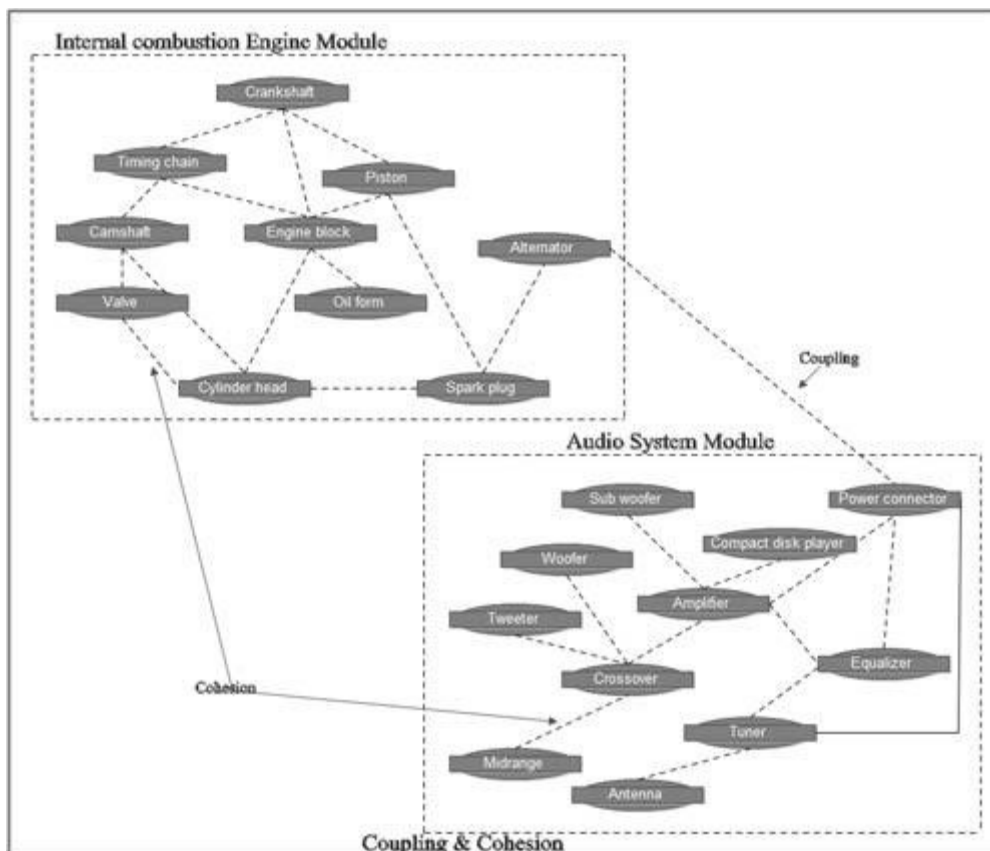 Internal combustion Engine Module
Crankshaft
Timing chain
Piston
Camshaft
Engine block
Alternator
Valve
Oil form
Coupling
Cylinder head
Spark plug
Audio System Module
Sub woofer
Power connector
Compact disk player
Woofer
Amplifier
Tweeter
Equalizer
Crossover
Cohesion
Tuner
Midrange
Antenna
Coupling & Cohesion